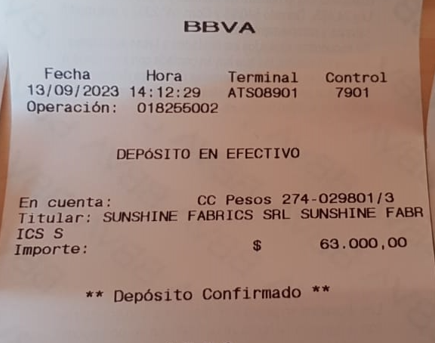 BBVA
Fecha Hora Terminal Control
13/09/2023 14:12:29 ATS08901 7901
Operación: 018255002
DEPóSITO EN EFECTIVO
En cuenta: CC Pesos 274-029801/3
Titular: SUNSHINE FABRICS SRL SUNSHINE FABR
ICS S
Importe: $ 63.000,00
** Depósito Confirmado **